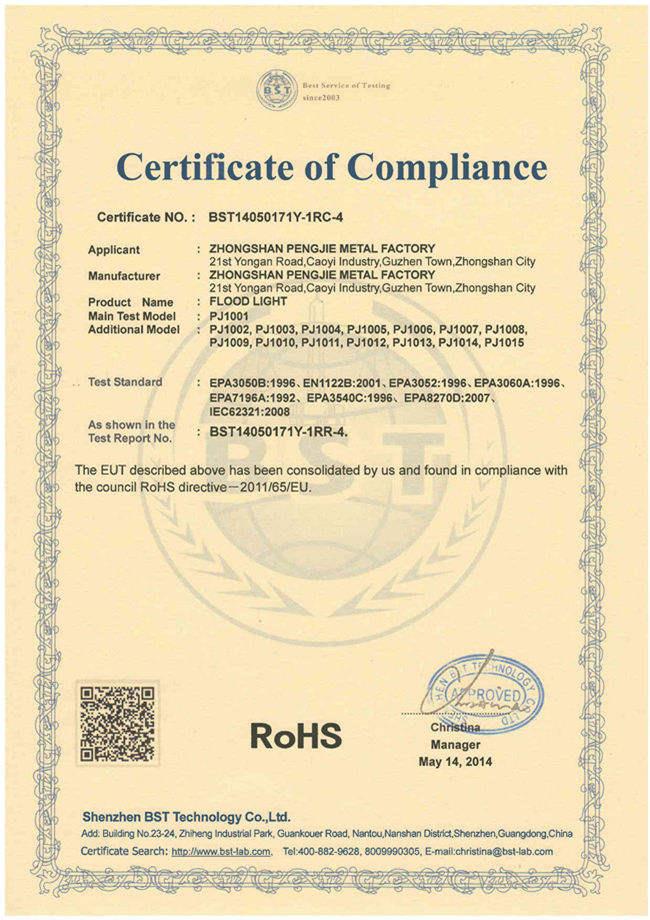 BST
Best Service of Testing
since2003
Certificate of Compliance
Certificate NO. : BST14050171Y-1RC-4
Applicant : ZHONGSHAN PENGJIE METAL FACTORY
21st Yongan Road,Caoyi Industry,Guzhen Town,Zhongshan City
Manufacturer : ZHONGSHAN PENGJIE METAL FACTORY
21st Yongan Road,Caoyi Industry,Guzhen Town,Zhongshan City
Product Name : FLOOD LIGHT
Main Test Model : PJ1001
Additional Model : PJ1002, PJ1003, PJ1004, PJ1005, PJ1006, PJ1007, PJ1008,
PJ1009, PJ1010, PJ1011, PJ1012, PJ1013, PJ1014, PJ1015
Test Standard : EPA3050B:1996、EN1122B:2001、EPA3052:1996、EPA3060A:1996、
EPA7196A:1992、EPA3540C:1996、EPA8270D:2007、
IEC62321:2008
As shown in the
Test Report No. : BST14050171Y-1RR-4.
The EUT described above has been consolidated by us and found in compliance with
the council RoHS directive－2011/65/EU.
BST
SHENZHEN BST TECHNOLOGY CO., LTD
APPROVED
RoHS
Christina
Manager
May 14, 2014
Shenzhen BST Technology Co.,Ltd.
Add: Building No.23-24, Zhiheng Industrial Park, Guankouer Road, Nantou,Nanshan District,Shenzhen,Guangdong,China
Certificate Search: http://www.bst-lab.com, Tel:400-882-9628, 8009990305, E-mail:christina@bst-lab.com